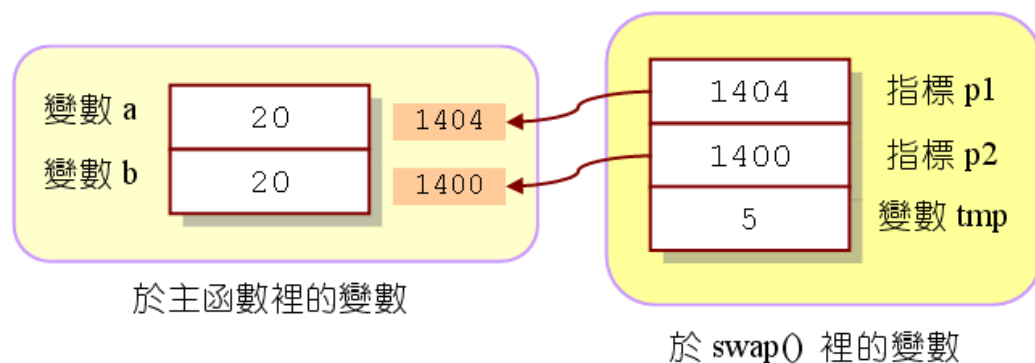 變數 a
20
1404
變數 b
20
1400
於主函數裡的變數
1404
指標 p1
1400
指標 p2
5
變數 tmp
於 swap() 裡的變數